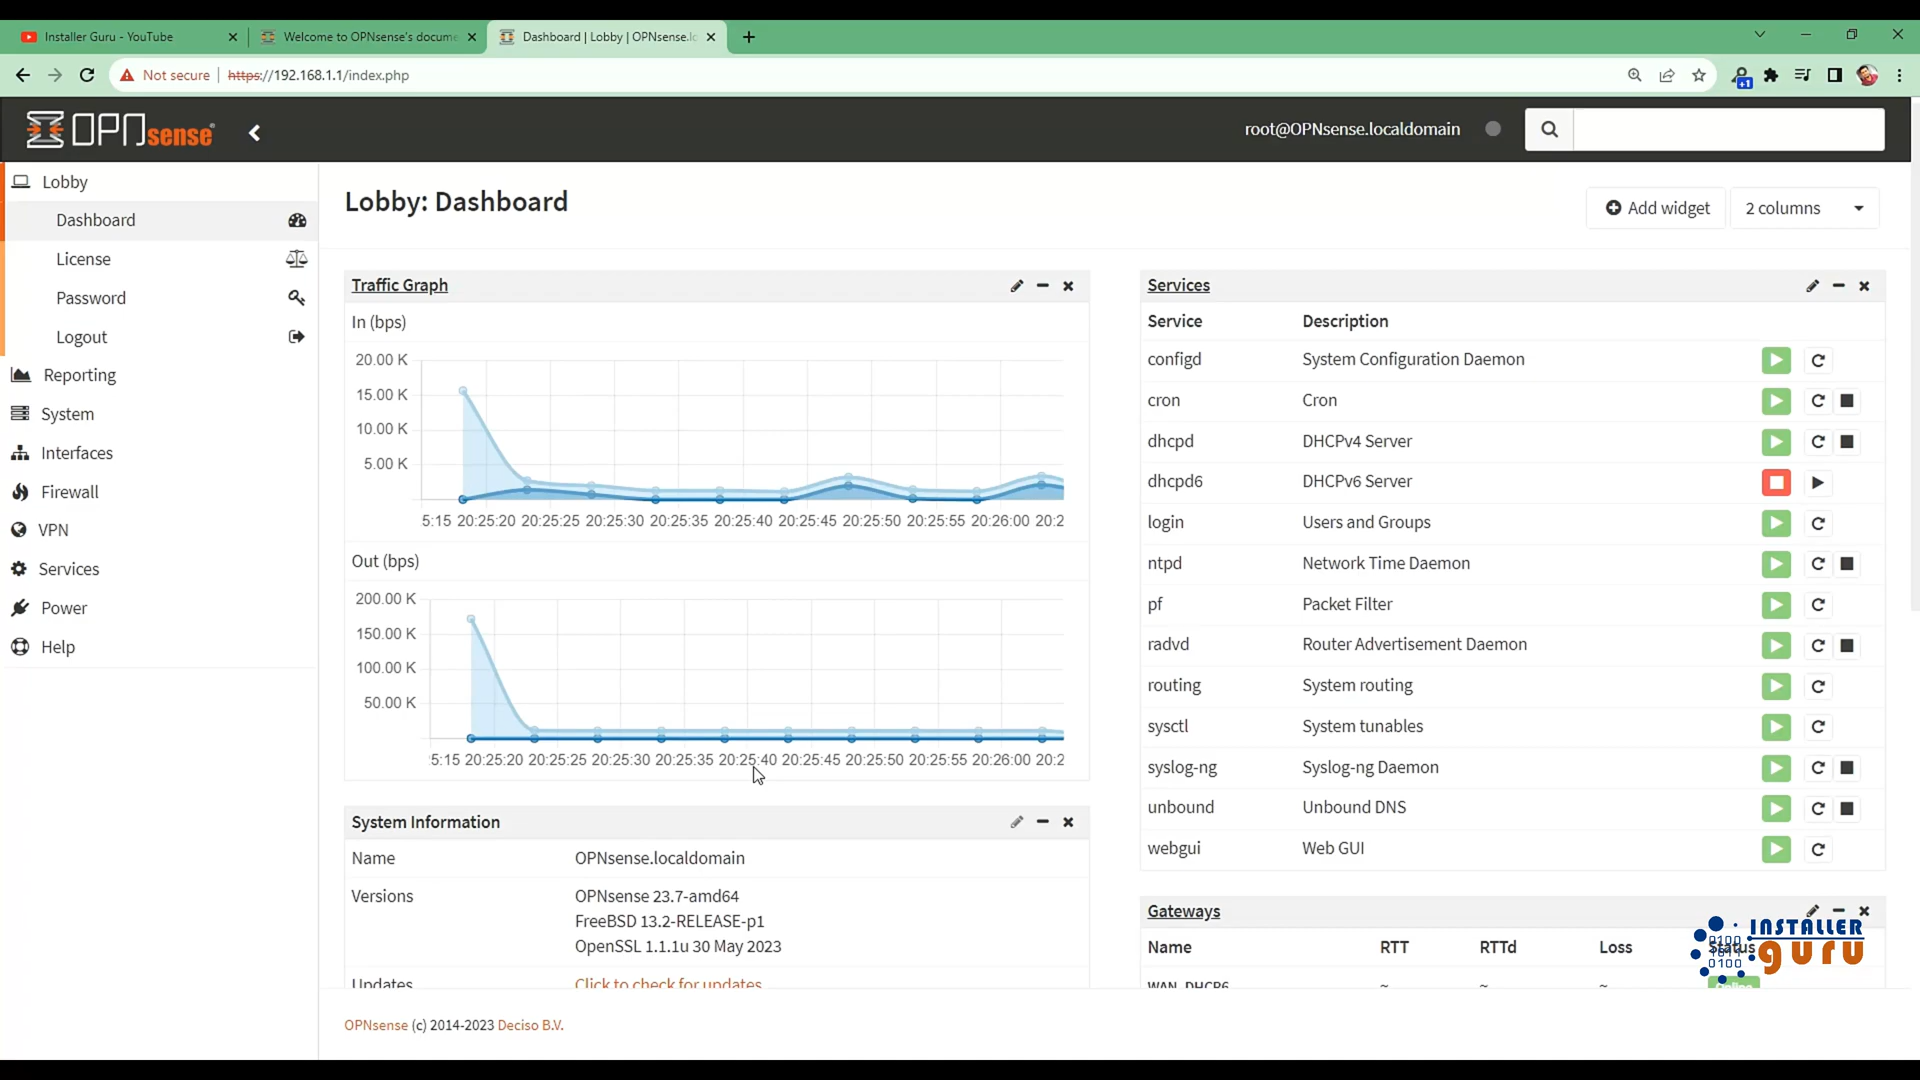 Installer Guru - YouTube
Welcome to OPNsense's docume
Dashboard | Lobby | OPNsense.lo
Not secure
https://192.168.1.1/index.php
+1
OPNsense
root@OPNsense.localdomain
Lobby
Dashboard
License
Password
Logout
Reporting
System
Interfaces
Firewall
VPN
Services
Power
Help
Lobby: Dashboard
Add widget
2 columns
Traffic Graph
In (bps)
20.00 K
15.00 K
10.00 K
5.00 K
5:15 20:25:20 20:25:25 20:25:30 20:25:35 20:25:40 20:25:45 20:25:50 20:25:55 20:26:00 20:2
Out (bps)
200.00 K
150.00 K
100.00 K
50.00 K
5:15 20:25:20 20:25:25 20:25:30 20:25:35 20:25:40 20:25:45 20:25:50 20:25:55 20:26:00 20:2
System Information
Name OPNsense.localdomain
Versions OPNsense 23.7-amd64
FreeBSD 13.2-RELEASE-p1
OpenSSL 1.1.1u 30 May 2023
Updates Click to check for updates
Services
Service Description
configd System Configuration Daemon
cron Cron
dhcpd DHCPv4 Server
dhcpd6 DHCPv6 Server
login Users and Groups
ntpd Network Time Daemon
pf Packet Filter
radvd Router Advertisement Daemon
routing System routing
sysctl System tunables
syslog-ng Syslog-ng Daemon
unbound Unbound DNS
webgui Web GUI
Gateways
Name RTT RTTd Loss Status
WAN_DHCP6 ~ ~ ~ Online
INSTALLER
guru
OPNsense (c) 2014-2023 Deciso B.V.